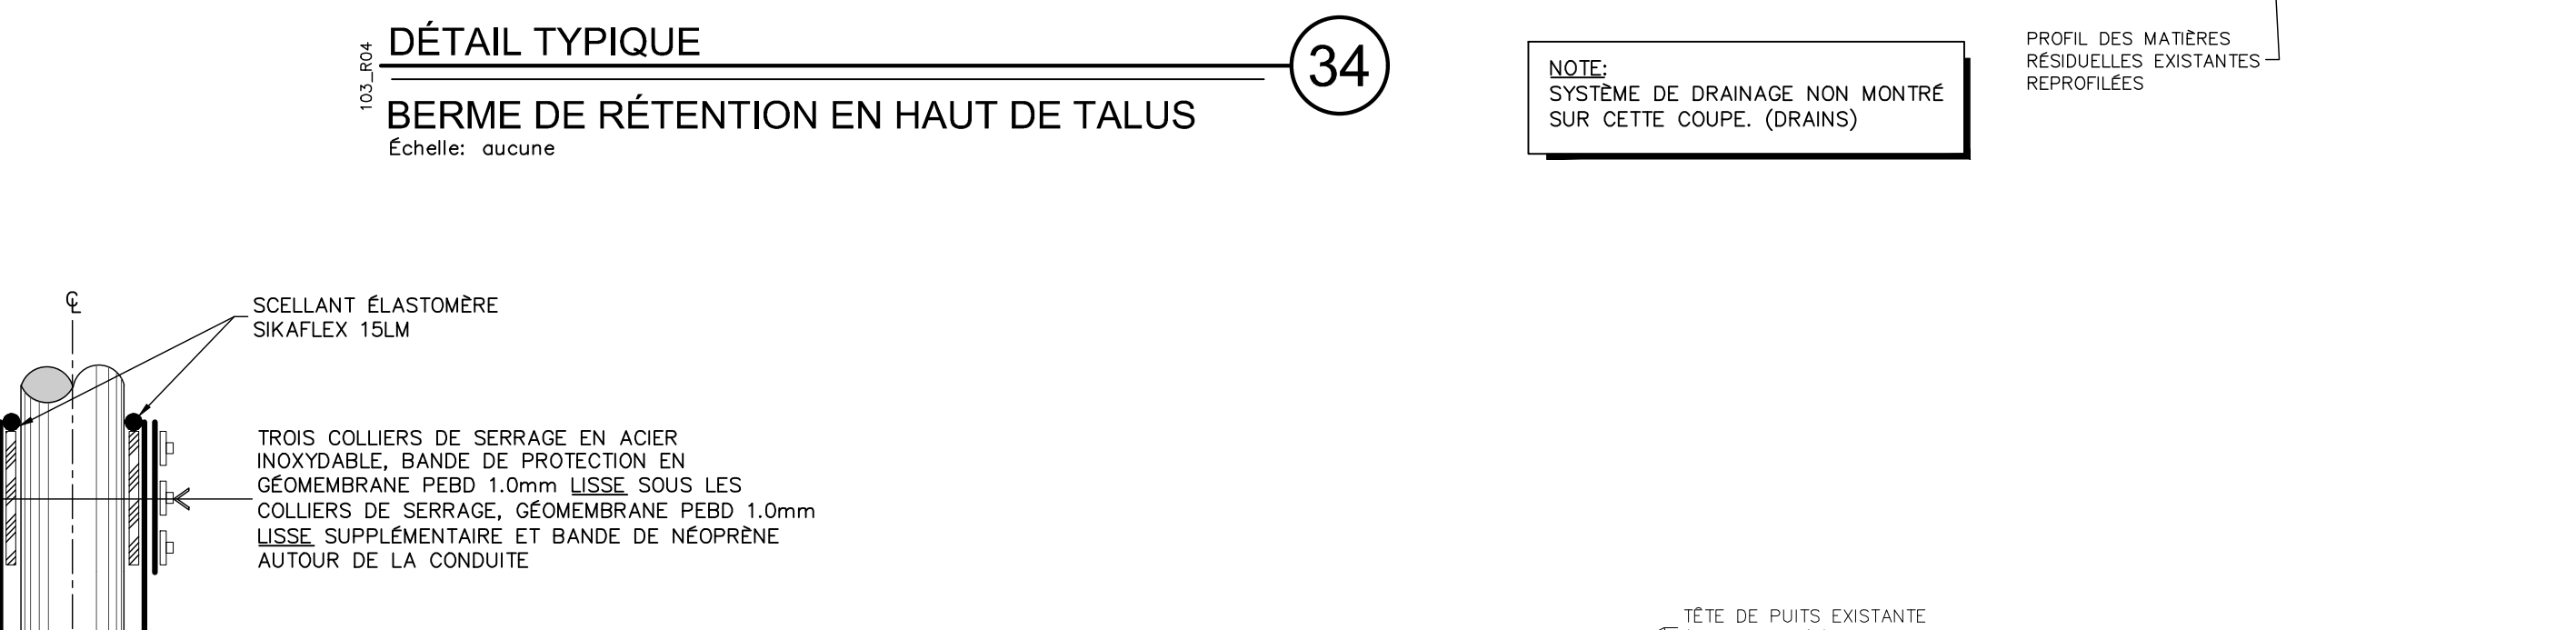 103_R04
DÉTAIL TYPIQUE
34
BERME DE RÉTENTION EN HAUT DE TALUS
Échelle: aucune
NOTE:
SYSTÈME DE DRAINAGE NON MONTRÉ
SUR CETTE COUPE. (DRAINS)
PROFIL DES MATIÈRES
RÉSIDUELLES EXISTANTES
REPROFILÉES
℄
SCELLANT ÉLASTOMÈRE
SIKAFLEX 15LM
TROIS COLLIERS DE SERRAGE EN ACIER
INOXYDABLE, BANDE DE PROTECTION EN
GÉOMEMBRANE PEBD 1.0mm LISSE SOUS LES
COLLIERS DE SERRAGE, GÉOMEMBRANE PEBD 1.0mm
LISSE SUPPLÉMENTAIRE ET BANDE DE NÉOPRÈNE
AUTOUR DE LA CONDUITE
TÊTE DE PUITS EXISTANTE